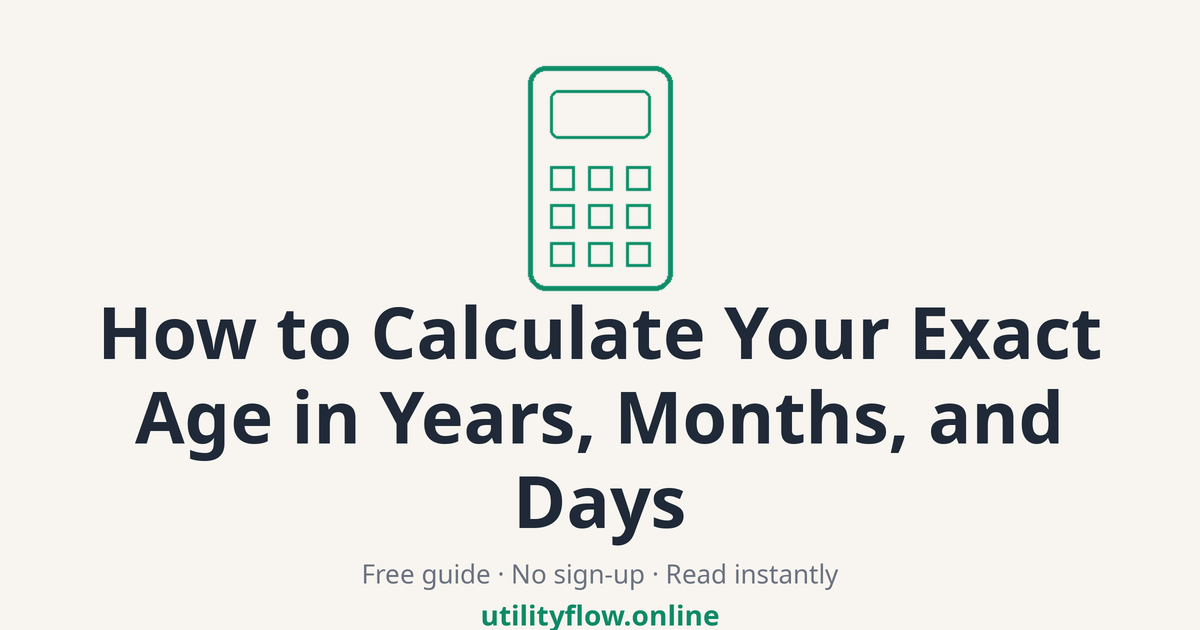 How to Calculate Your Exact
Age in Years, Months, and
Days
Free guide · No sign-up · Read instantly
utilityflow.online